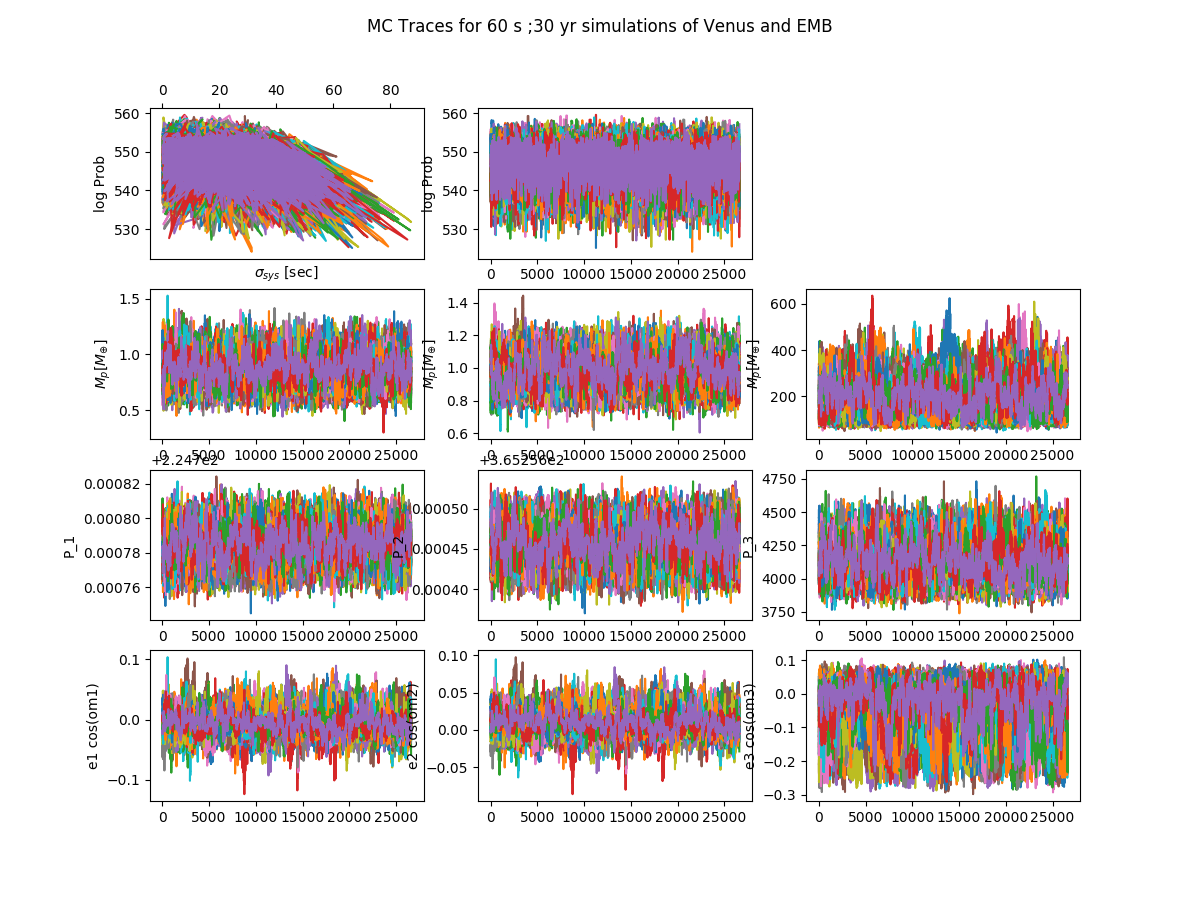 MC Traces for 60 s ;30 yr simulations of Venus and EMB
0 20 40 60 80
560
550
540
530
log Prob
σ_sys [sec]
560
550
540
530
log Prob
0 5000 10000 15000 20000 25000
1.5
1.0
0.5
M_p[M_⊕]
0 5000 10000 15000 20000 25000
1.4
1.2
1.0
0.8
0.6
M_p[M_⊕]
0 5000 10000 15000 20000 25000
600
400
200
M_p[M_⊕]
0 5000 10000 15000 20000 25000
+2.247e2
0.00082
0.00080
0.00078
0.00076
P_1
0 5000 10000 15000 20000 25000
+3.65256e2
0.00050
0.00045
0.00040
P_2
0 5000 10000 15000 20000 25000
4750
4500
4250
4000
3750
P_3
0 5000 10000 15000 20000 25000
0.1
0.0
−0.1
e1 cos(om1)
0 5000 10000 15000 20000 25000
0.10
0.05
0.00
−0.05
e2 cos(om2)
0 5000 10000 15000 20000 25000
0.1
0.0
−0.1
−0.2
−0.3
e3 cos(om3)
0 5000 10000 15000 20000 25000